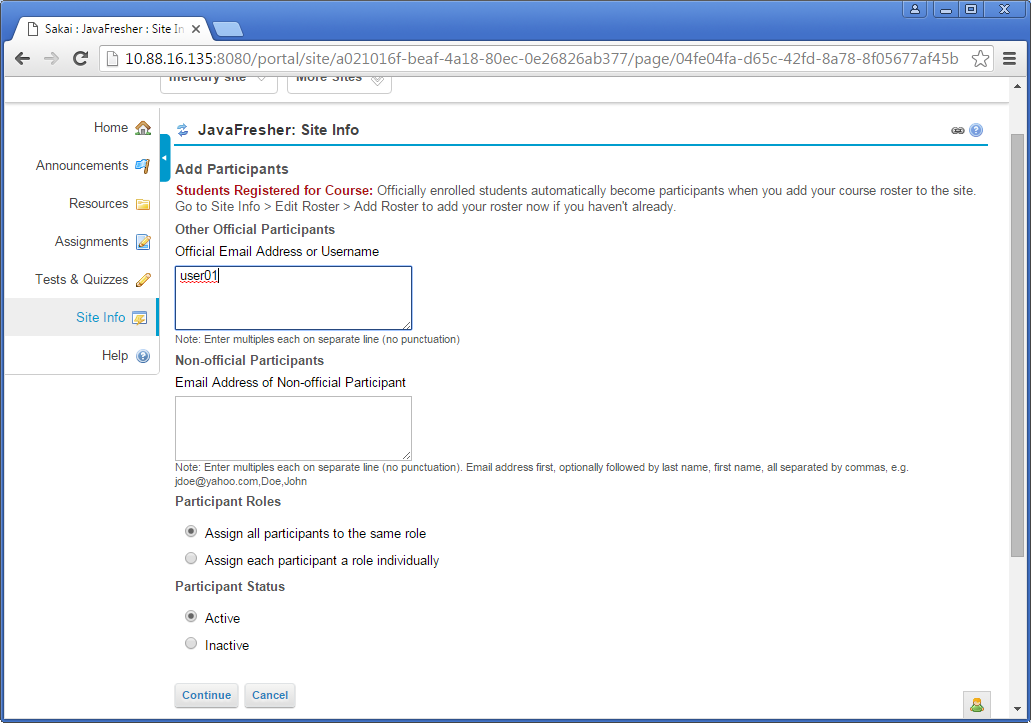 Sakai : JavaFresher : Site In
10.88.16.135:8080/portal/site/a021016f-beaf-4a18-80ec-0e26826ab377/page/04fe04fa-d65c-42fd-8a78-8f05677af45b
mercury site
More Sites
Home
Announcements
Resources
Assignments
Tests & Quizzes
Site Info
Help
JavaFresher: Site Info
Add Participants
Students Registered for Course: Officially enrolled students automatically become participants when you add your course roster to the site.
Go to Site Info > Edit Roster > Add Roster to add your roster now if you haven't already.
Other Official Participants
Official Email Address or Username
user01
Note: Enter multiples each on separate line (no punctuation)
Non-official Participants
Email Address of Non-official Participant
Note: Enter multiples each on separate line (no punctuation). Email address first, optionally followed by last name, first name, all separated by commas, e.g.
jdoe@yahoo.com,Doe,John
Participant Roles
Assign all participants to the same role
Assign each participant a role individually
Participant Status
Active
Inactive
Continue
Cancel